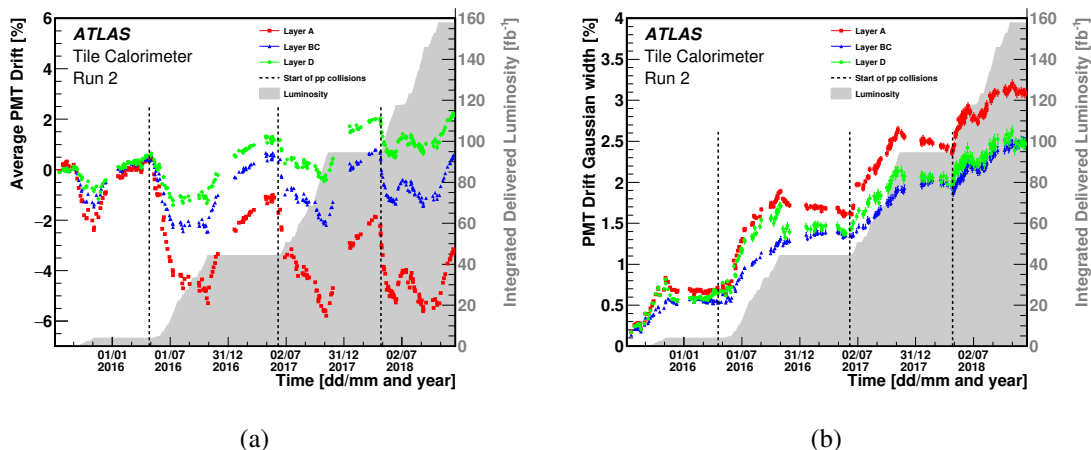 ATLAS
Tile Calorimeter
Run 2
Layer A
Layer BC
Layer D
Start of pp collisions
Luminosity
Average PMT Drift [%]
6
4
2
0
−2
−4
−6
Integrated Delivered Luminosity [fb-1]
160
140
120
100
80
60
40
20
0
01/01 01/07 31/12 02/07 31/12 02/07
2016 2016 2016 2017 2017 2018
Time [dd/mm and year]
(a)
ATLAS
Tile Calorimeter
Run 2
Layer A
Layer BC
Layer D
Start of pp collisions
Luminosity
PMT Drift Gaussian width [%]
4
3.5
3
2.5
2
1.5
1
0.5
0
Integrated Delivered Luminosity [fb-1]
160
140
120
100
80
60
40
20
0
01/01 01/07 31/12 02/07 31/12 02/07
2016 2016 2016 2017 2017 2018
Time [dd/mm and year]
(b)